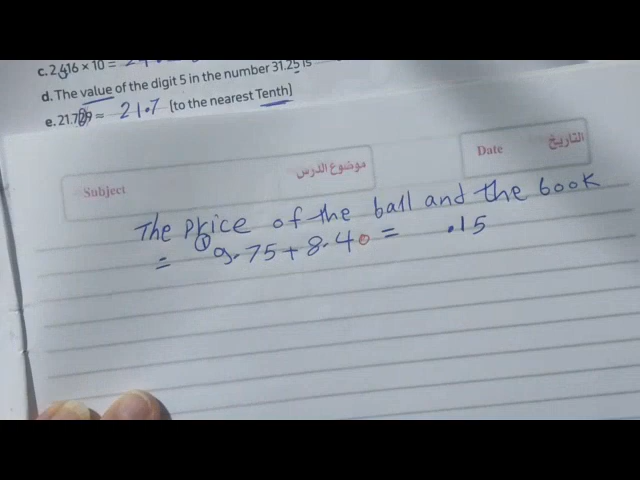 c. 2,416 × 10 =
d. The value of the digit 5 in the number 31.25 is
e. 21.729 ≈ 21.7 (to the nearest Tenth)
Subject موضوع الدرس Date التاريخ
The price of the ball and the book
= 9.75 + 8.40 = .15